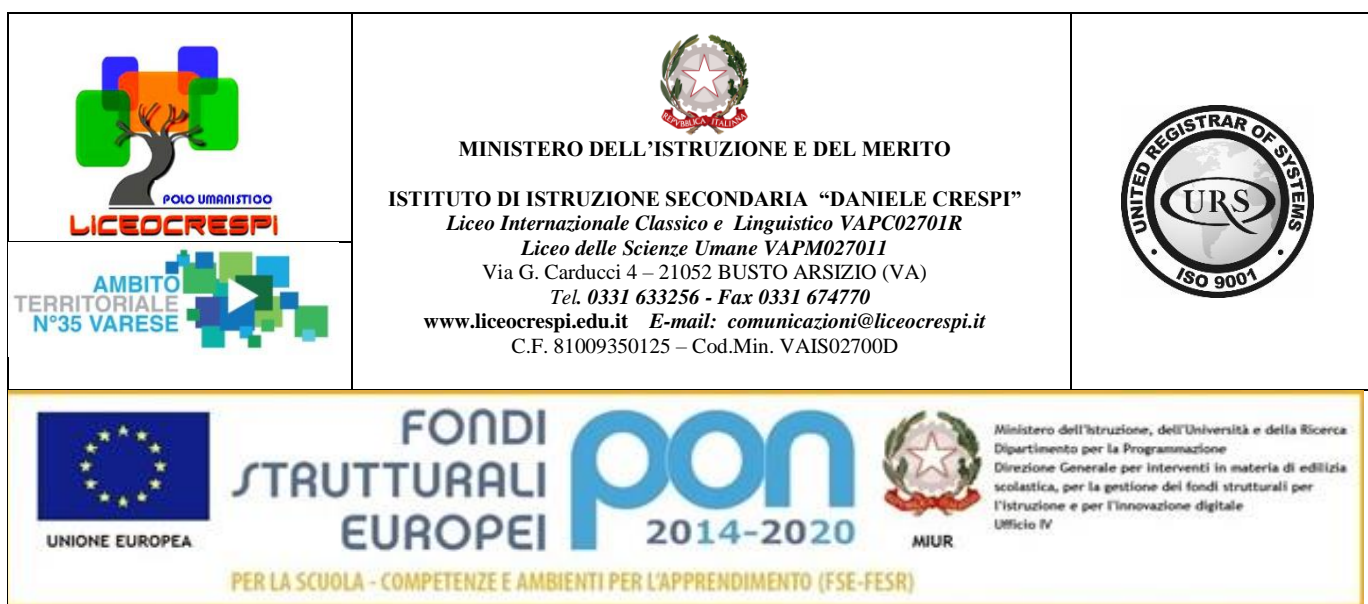 POLO UMANISTICO
LICEOCRESPI
AMBITO
TERRITORIALE
N°35 VARESE
REPVBBLICA ITALIANA
MINISTERO DELL’ISTRUZIONE E DEL MERITO
ISTITUTO DI ISTRUZIONE SECONDARIA “DANIELE CRESPI”
Liceo Internazionale Classico e Linguistico VAPC02701R
Liceo delle Scienze Umane VAPM027011
Via G. Carducci 4 – 21052 BUSTO ARSIZIO (VA)
Tel. 0331 633256 - Fax 0331 674770
www.liceocrespi.edu.it E-mail: comunicazioni@liceocrespi.it
C.F. 81009350125 – Cod.Min. VAIS02700D
UNITED REGISTRAR OF SYSTEMS
URS
ISO 9001
UNIONE EUROPEA
FONDI
STRUTTURALI
EUROPEI
pon
2014-2020
MIUR
Ministero dell'Istruzione, dell'Università e della Ricerca
Dipartimento per la Programmazione
Direzione Generale per interventi in materia di edilizia
scolastica, per la gestione dei fondi strutturali per
l'istruzione e per l'innovazione digitale
Ufficio IV
PER LA SCUOLA - COMPETENZE E AMBIENTI PER L'APPRENDIMENTO (FSE-FESR)